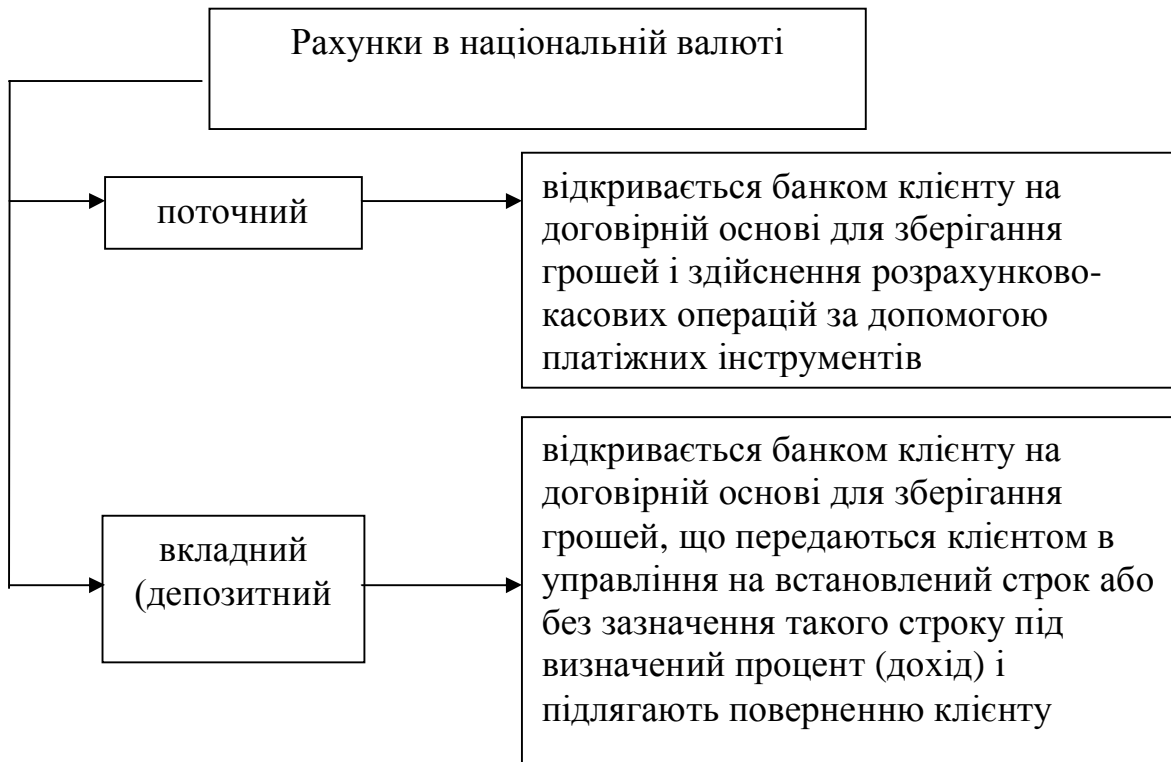 Рахунки в національній валюті
поточний
відкривається банком клієнту на
договірній основі для зберігання
грошей і здійснення розрахунково-
касових операцій за допомогою
платіжних інструментів
вкладний
(депозитний
відкривається банком клієнту на
договірній основі для зберігання
грошей, що передаються клієнтом в
управління на встановлений строк або
без зазначення такого строку під
визначений процент (дохід) і
підлягають поверненню клієнту